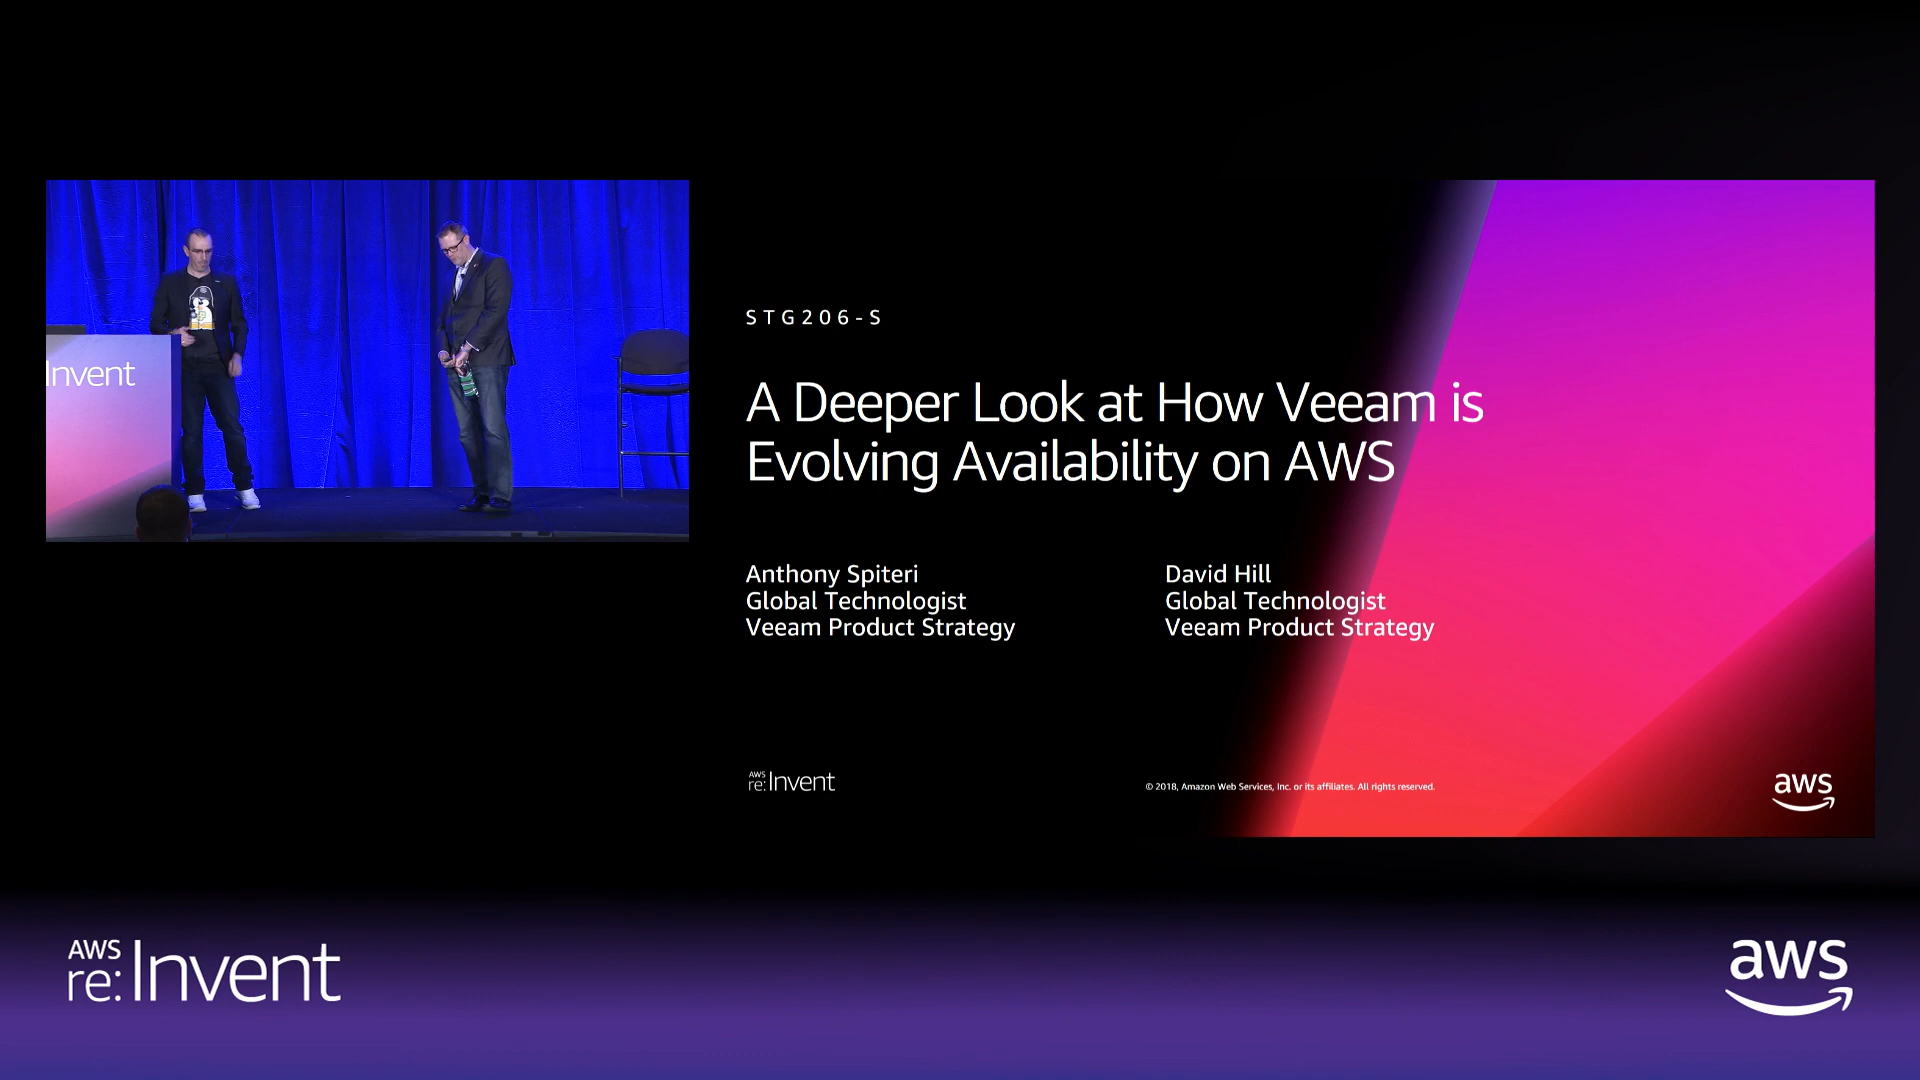 Invent
STG206-S
A Deeper Look at How Veeam is
Evolving Availability on AWS
Anthony Spiteri
Global Technologist
Veeam Product Strategy
David Hill
Global Technologist
Veeam Product Strategy
AWS
re:Invent
© 2018, Amazon Web Services, Inc. or its affiliates. All rights reserved.
aws
AWS
re:Invent
aws